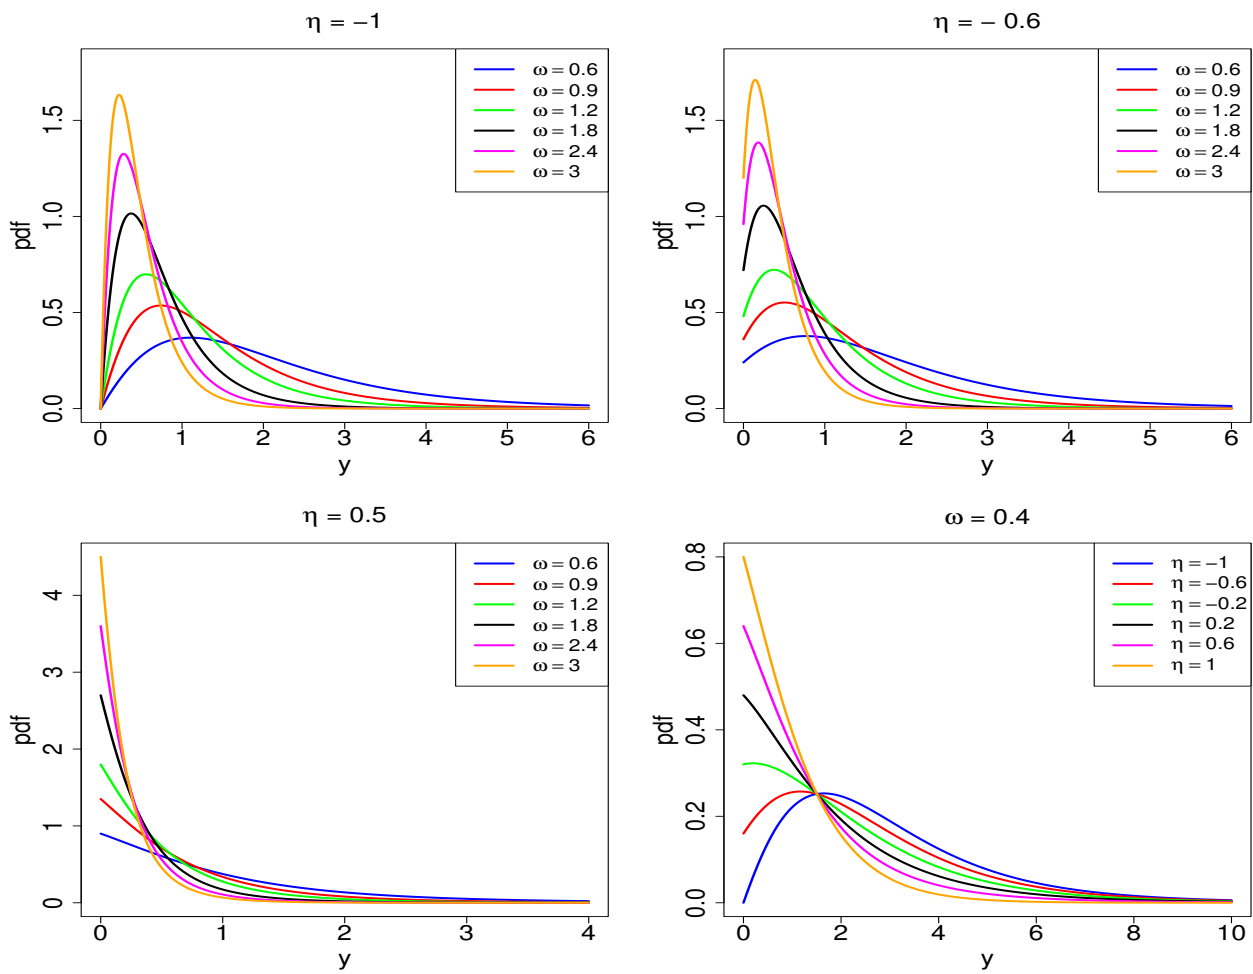 η = −1
pdf
1.5
1.0
0.5
0.0
0 1 2 3 4 5 6
y
ω = 0.6
ω = 0.9
ω = 1.2
ω = 1.8
ω = 2.4
ω = 3
η = − 0.6
pdf
1.5
1.0
0.5
0.0
0 1 2 3 4 5 6
y
ω = 0.6
ω = 0.9
ω = 1.2
ω = 1.8
ω = 2.4
ω = 3
η = 0.5
pdf
4
3
2
1
0
0 1 2 3 4
y
ω = 0.6
ω = 0.9
ω = 1.2
ω = 1.8
ω = 2.4
ω = 3
ω = 0.4
pdf
0.8
0.6
0.4
0.2
0.0
0 2 4 6 8 10
y
η = −1
η = −0.6
η = −0.2
η = 0.2
η = 0.6
η = 1